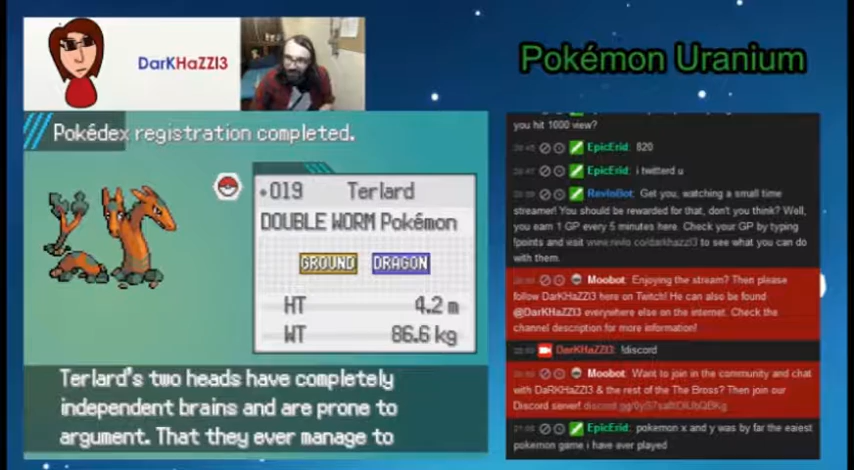 DarKHaZZI3
Pokémon Uranium
Pokédex registration completed.
019 Terlard
DOUBLE WORM Pokémon
GROUND DRAGON
HT 4.2 m
WT 86.6 kg
Terlard's two heads have completely
independent brains and are prone to
argument. That they ever manage to
you hit 1000 view?
EpicErid: 820
EpicErid: i twitterd u
RevloBot: Get you, watching a small time
streamer! You should be rewarded for that, don't you think? Well,
you earn 1 GP every 5 minutes here. Check your GP by typing
!points and visit www.revlo.co/darkhazzi3 to see what you can do
with them.
Moobot: Enjoying the stream? Then please
follow DarKHaZZI3 here on Twitch! He can also be found
@DarKHaZZI3 everywhere else on the internet. Check the
channel description for more information!
DarKHaZZI3: !discord
Moobot: Want to join in the community and chat
with DaRKHaZZI3 & the rest of the The Bross? Then join our
Discord server!
EpicErid: pokemon x and y was by far the eaiest
pokemon game i have ever played